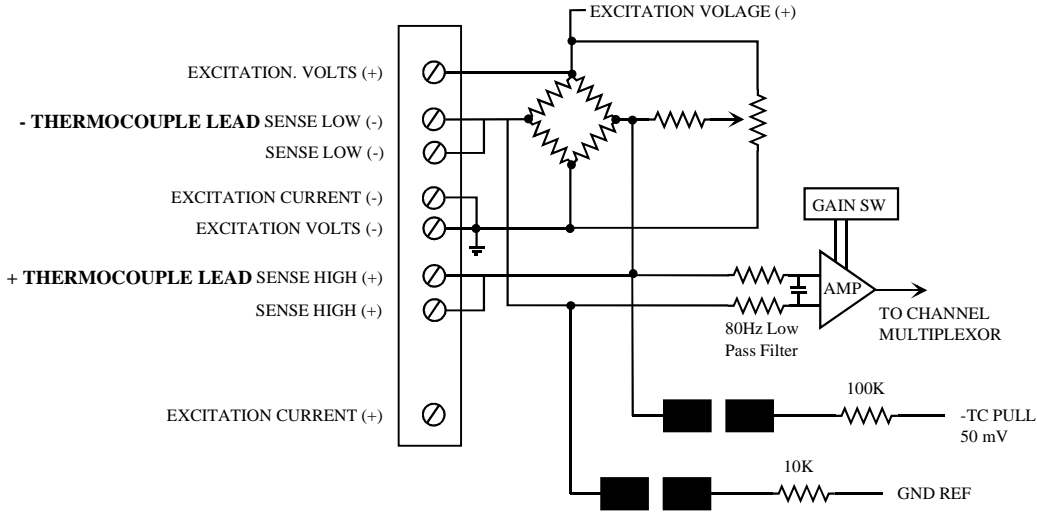 EXCITATION VOLAGE (+)
EXCITATION. VOLTS (+)
- THERMOCOUPLE LEAD SENSE LOW (-)
SENSE LOW (-)
EXCITATION CURRENT (-)
EXCITATION VOLTS (-)
GAIN SW
+ THERMOCOUPLE LEAD SENSE HIGH (+)
SENSE HIGH (+)
AMP
TO CHANNEL
MULTIPLEXOR
80Hz Low
Pass Filter
EXCITATION CURRENT (+)
100K
-TC PULL
50 mV
10K
GND REF